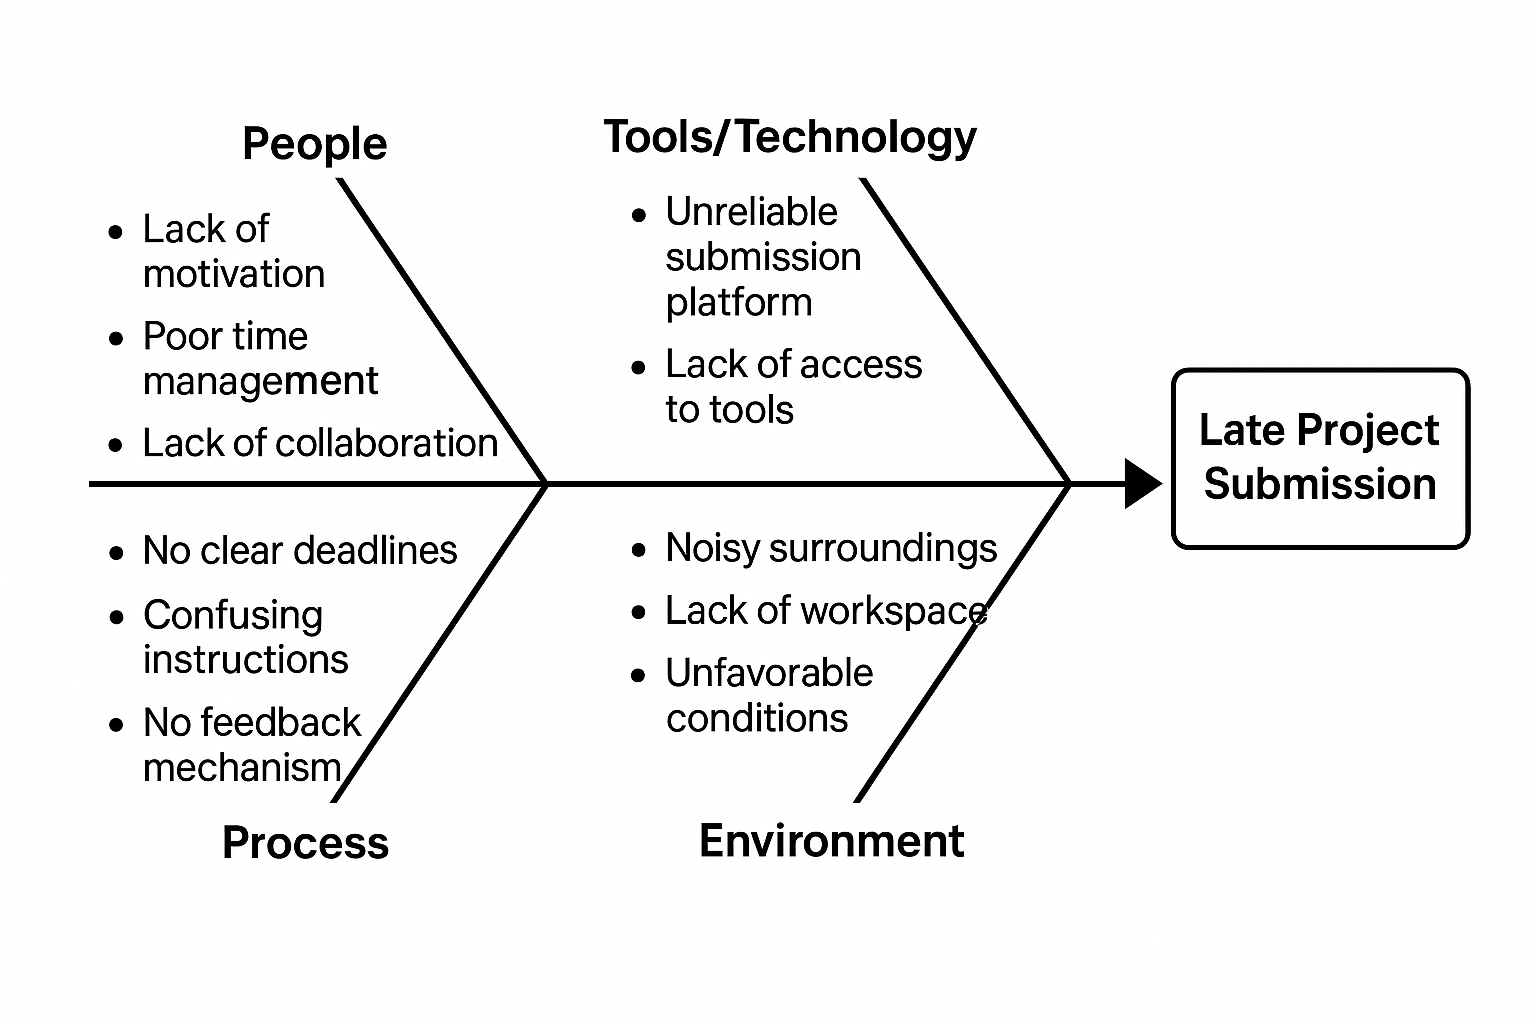 People
• Lack of
motivation
• Poor time
management
• Lack of collaboration
Tools/Technology
• Unreliable
submission
platform
• Lack of access
to tools
Late Project
Submission
• No clear deadlines
• Confusing
instructions
• No feedback
mechanism
Process
• Noisy surroundings
• Lack of workspace
• Unfavorable
conditions
Environment